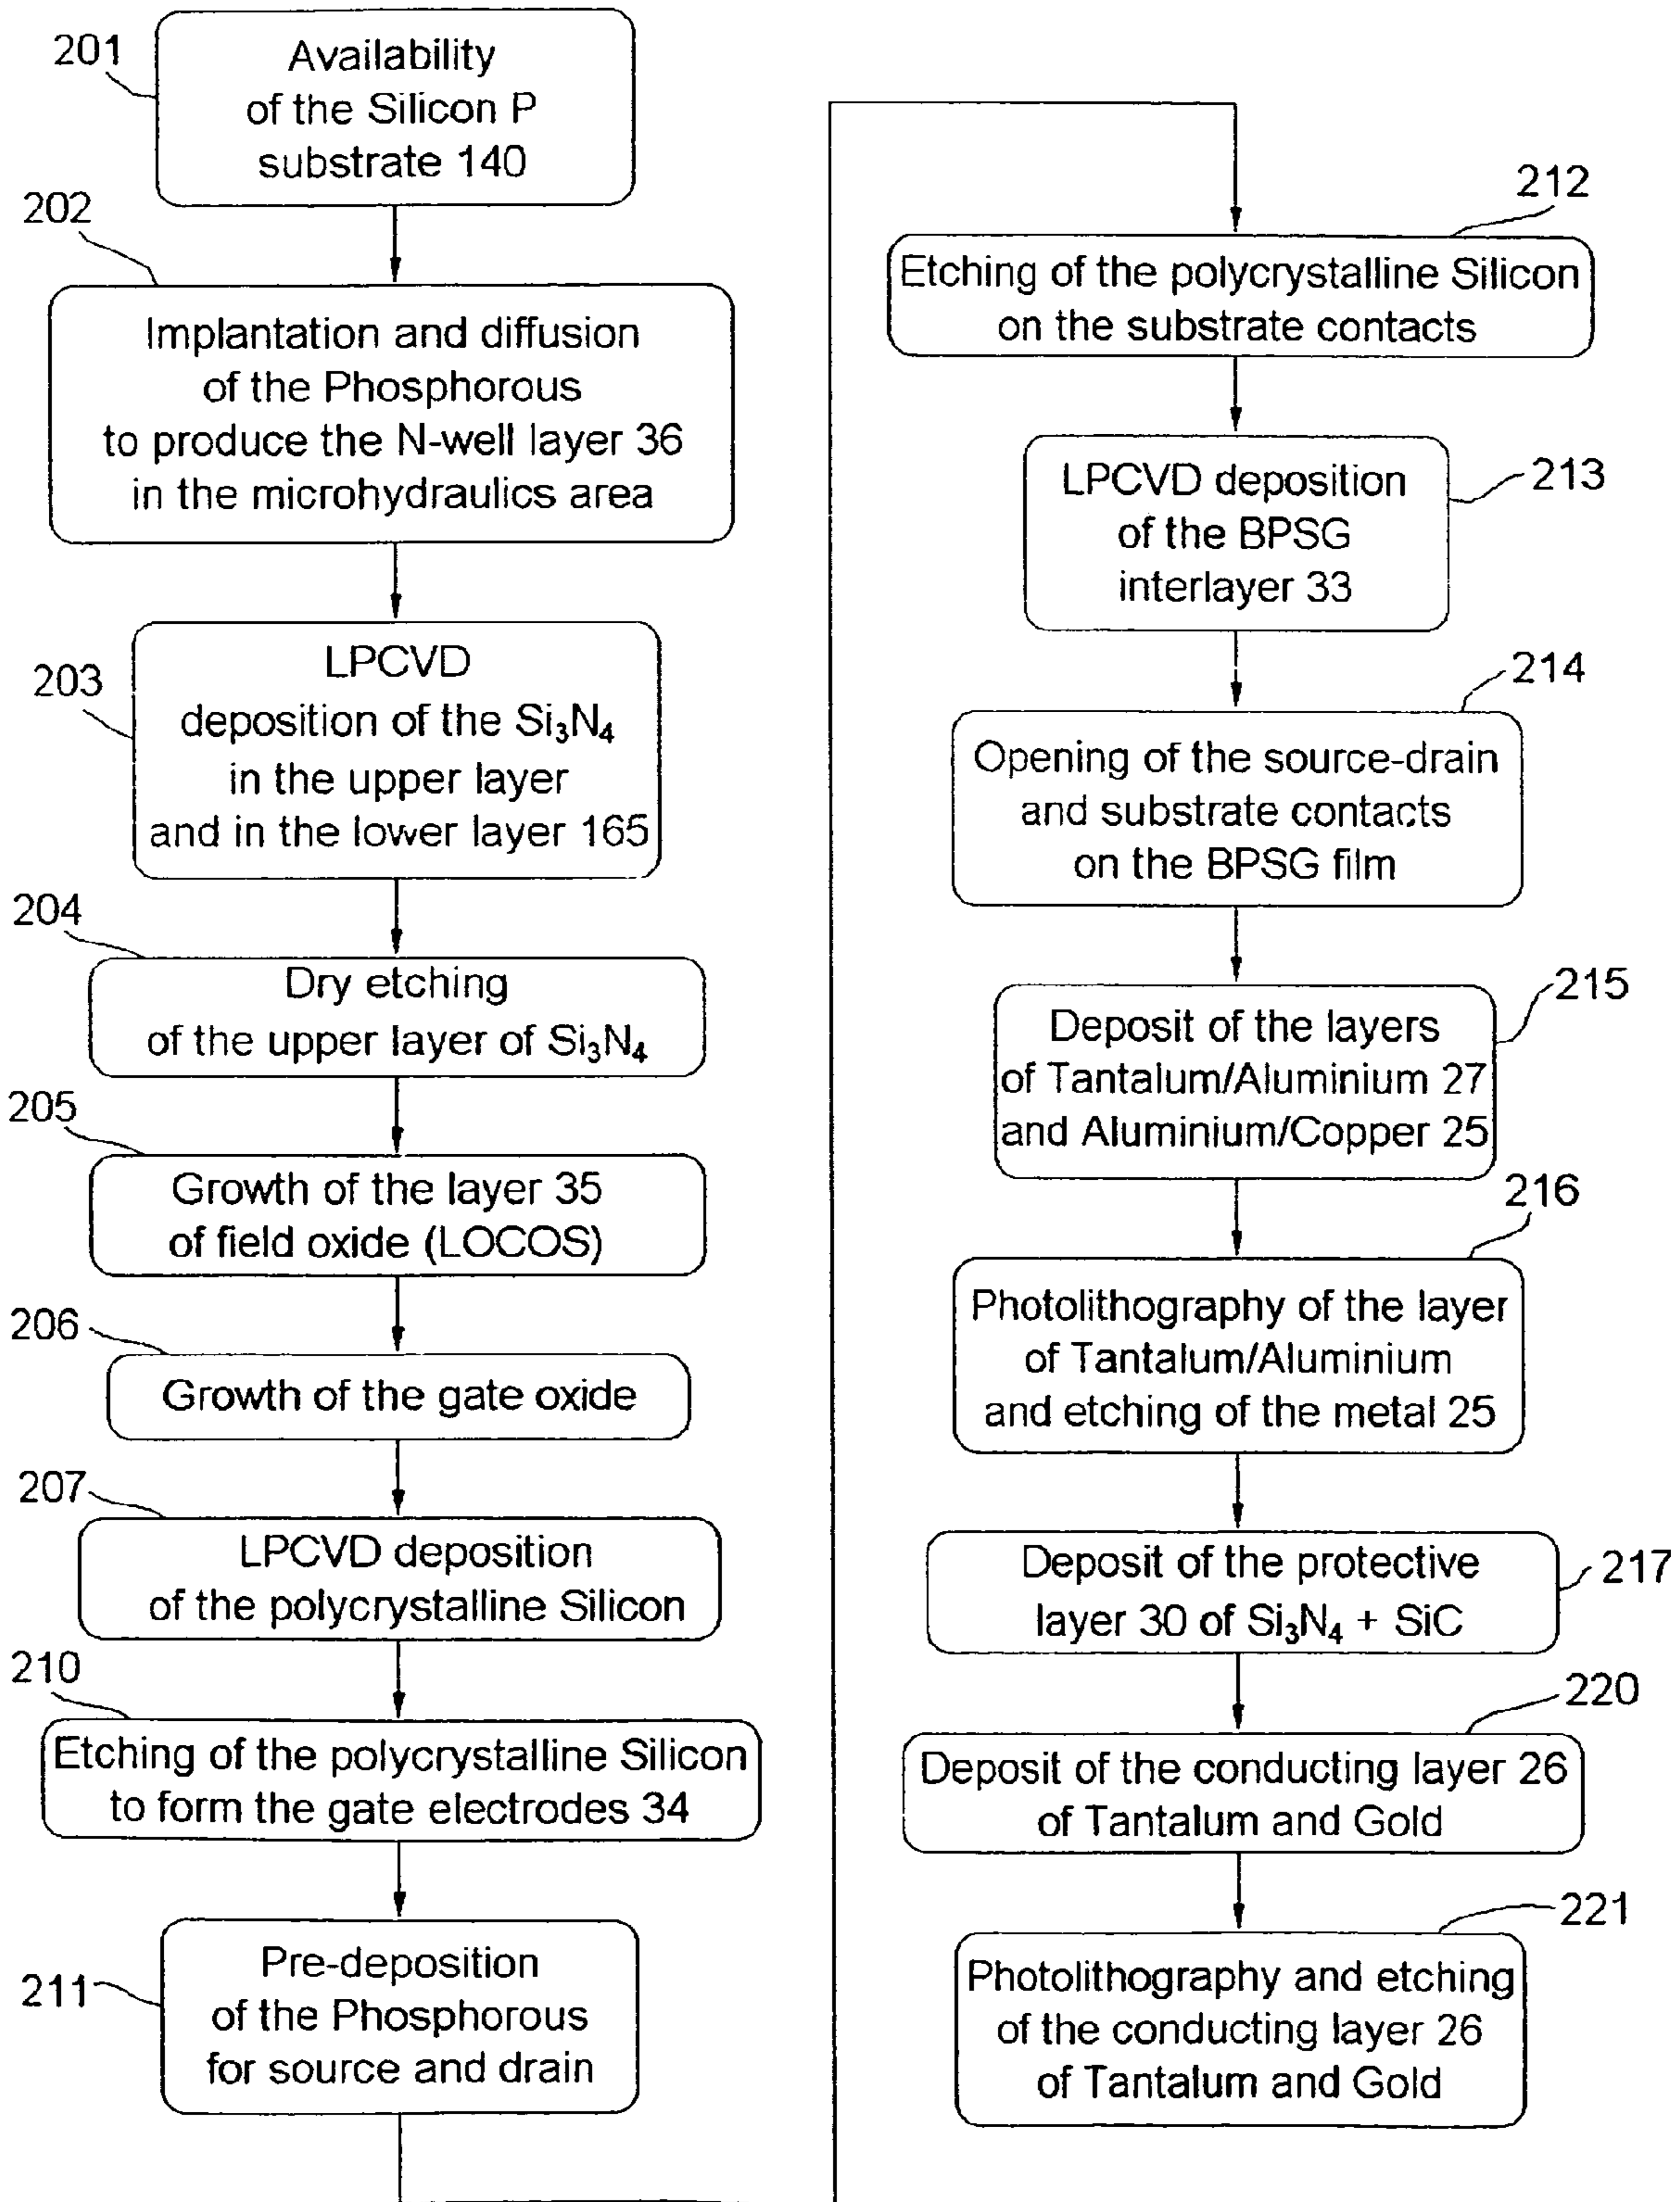 201
Availability
of the Silicon P
substrate 140
202
Implantation and diffusion
of the Phosphorous
to produce the N-well layer 36
in the microhydraulics area
203
LPCVD
deposition of the Si₃N₄
in the upper layer
and in the lower layer 165
204
Dry etching
of the upper layer of Si₃N₄
205
Growth of the layer 35
of field oxide (LOCOS)
206
Growth of the gate oxide
207
LPCVD deposition
of the polycrystalline Silicon
210
Etching of the polycrystalline Silicon
to form the gate electrodes 34
211
Pre-deposition
of the Phosphorous
for source and drain
212
Etching of the polycrystalline Silicon
on the substrate contacts
213
LPCVD deposition
of the BPSG
interlayer 33
214
Opening of the source-drain
and substrate contacts
on the BPSG film
215
Deposit of the layers
of Tantalum/Aluminium 27
and Aluminium/Copper 25
216
Photolithography of the layer
of Tantalum/Aluminium
and etching of the metal 25
217
Deposit of the protective
layer 30 of Si₃N₄ + SiC
220
Deposit of the conducting layer 26
of Tantalum and Gold
221
Photolithography and etching
of the conducting layer 26
of Tantalum and Gold